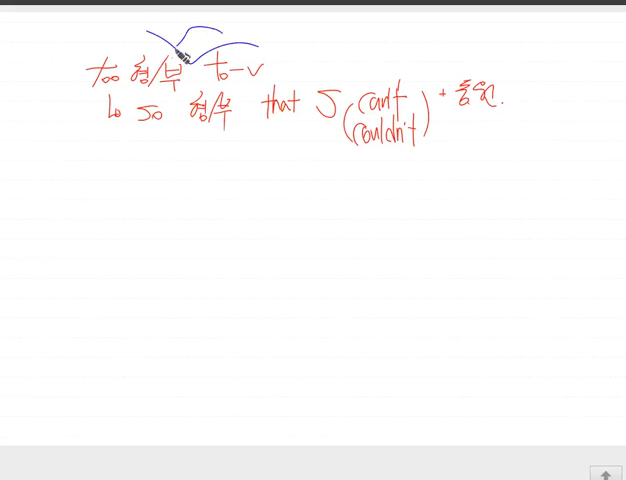 too 형/부 to-v
↳ so 형/부 that S (can't couldn't) + 동원.